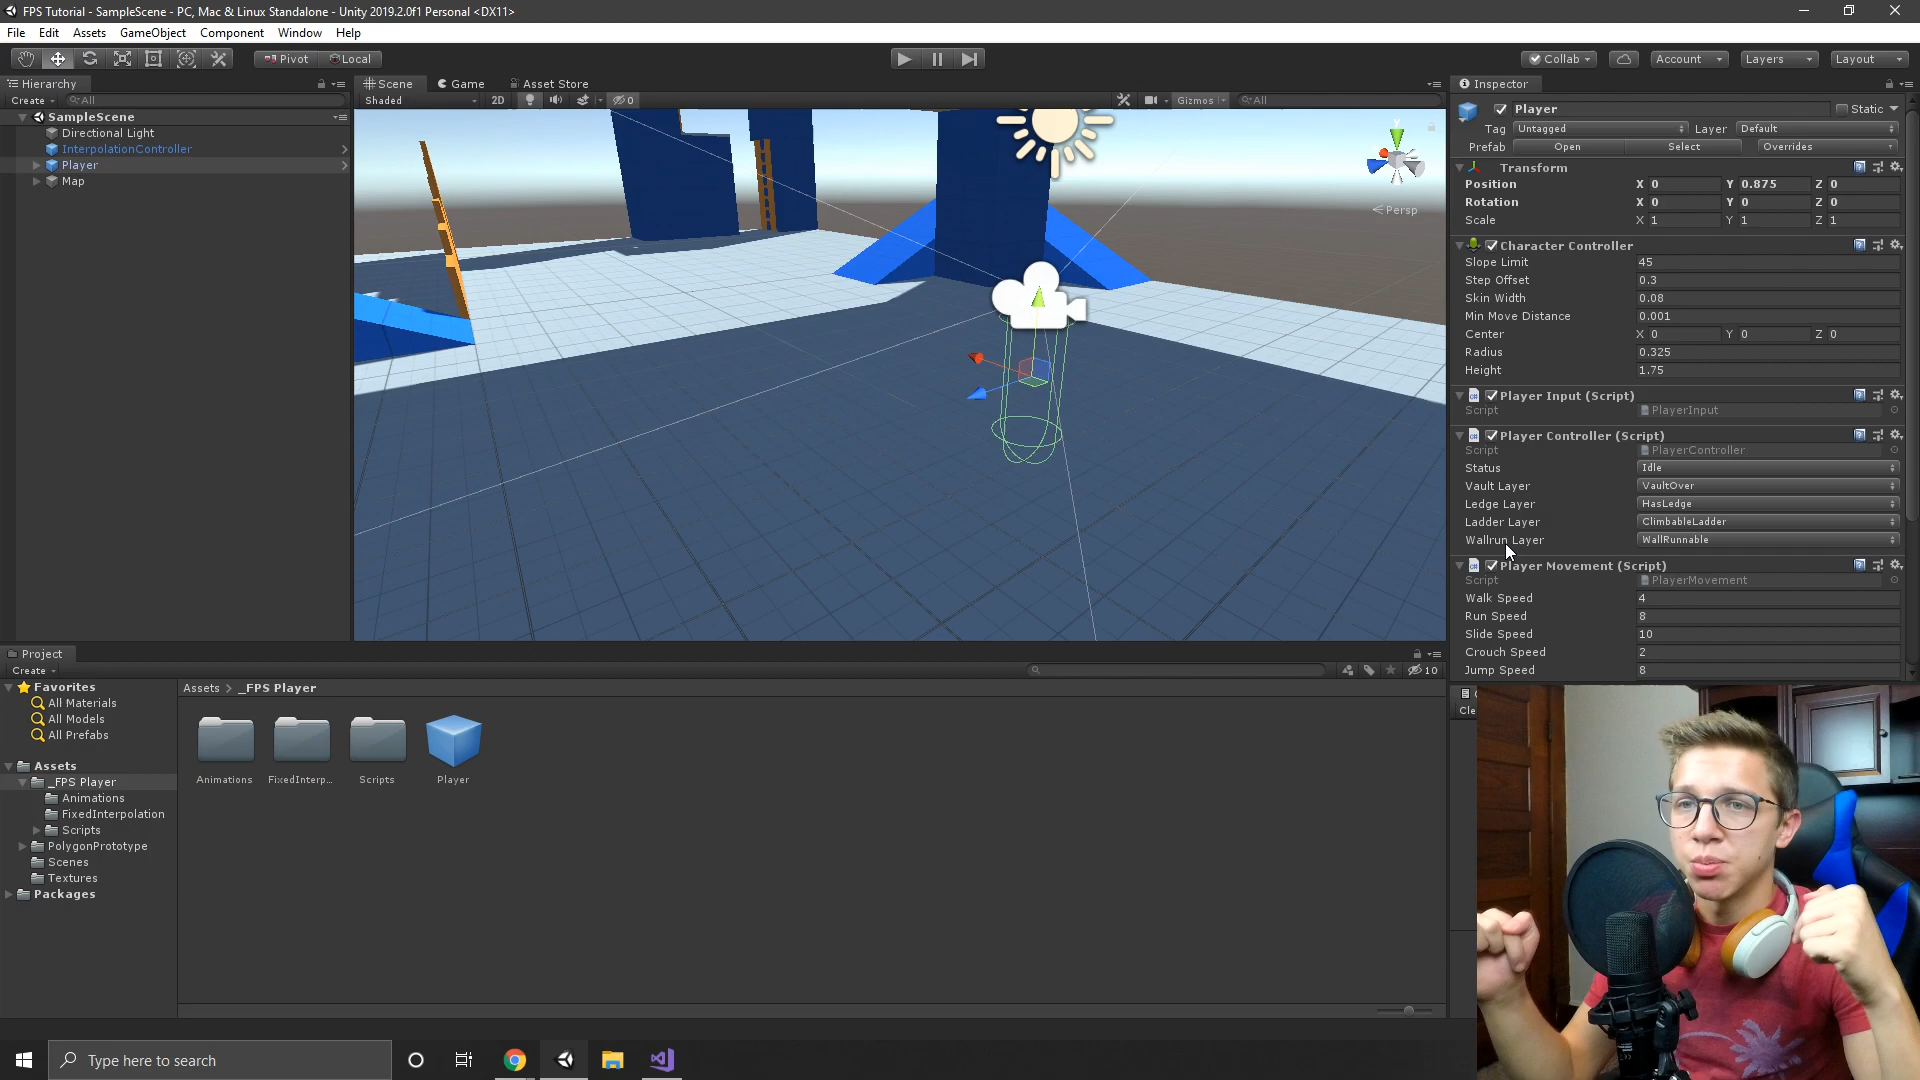 FPS Tutorial - SampleScene - PC, Mac & Linux Standalone - Unity 2019.2.0f1 Personal <DX11>
File Edit Assets GameObject Component Window Help
Pivot Local Collab Account Layers Layout
Hierarchy
Create All
SampleScene
Directional Light
InterpolationController
Player
Map
Scene Game Asset Store
Shaded 2D 0 Gizmos All
y
Persp
Inspector
Player Static
Tag Untagged Layer Default
Prefab Open Select Overrides
Transform
Position X 0 Y 0.875 Z 0
Rotation X 0 Y 0 Z 0
Scale X 1 Y 1 Z 1
Character Controller
Slope Limit 45
Step Offset 0.3
Skin Width 0.08
Min Move Distance 0.001
Center X 0 Y 0 Z 0
Radius 0.325
Height 1.75
Player Input (Script)
Script PlayerInput
Player Controller (Script)
Script PlayerController
Status Idle
Vault Layer VaultOver
Ledge Layer HasLedge
Ladder Layer ClimbableLadder
Wallrun Layer WallRunnable
Player Movement (Script)
Script PlayerMovement
Walk Speed 4
Run Speed 8
Slide Speed 10
Crouch Speed 2
Jump Speed 8
Project
Create 10
Favorites
All Materials
All Models
All Prefabs
Assets
_FPS Player
Animations
FixedInterpolation
Scripts
PolygonPrototype
Scenes
Textures
Packages
Assets > _FPS Player
Animations FixedInterp... Scripts Player
Cle
Type here to search